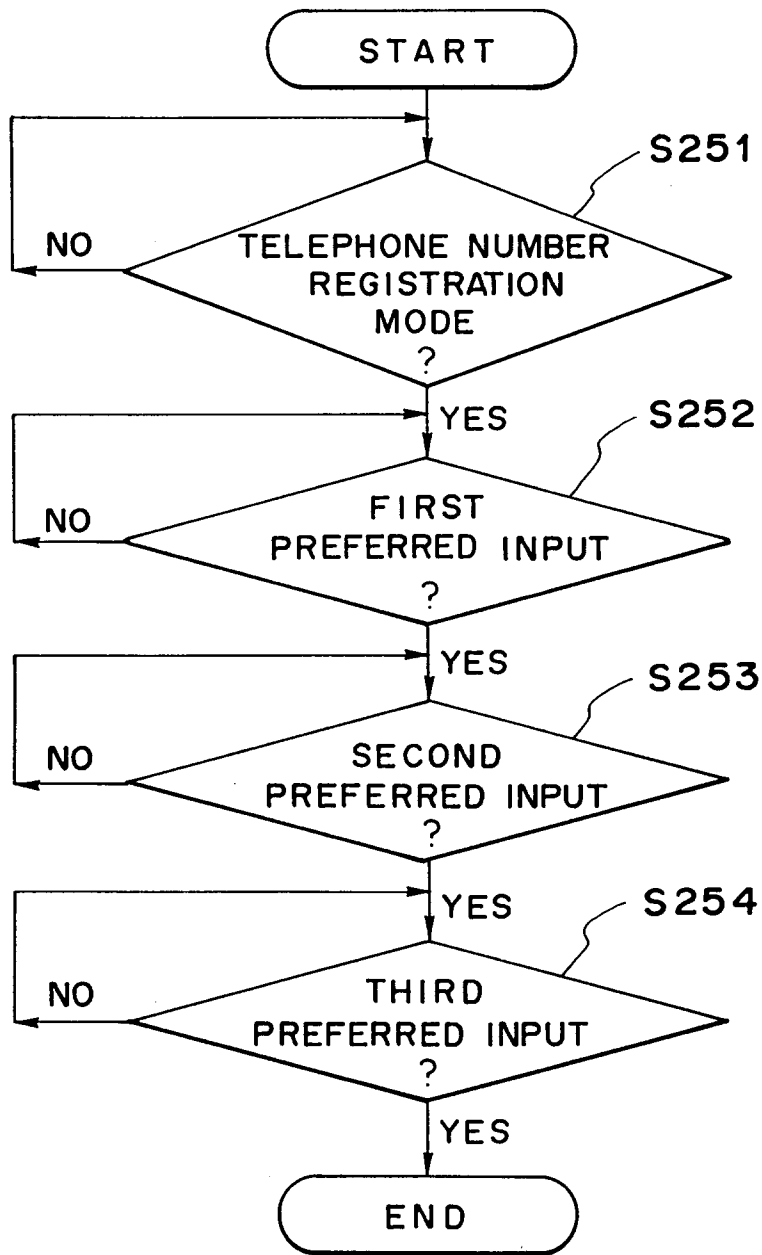 START
S251
TELEPHONE NUMBER
REGISTRATION
MODE
?
NO
YES
S252
FIRST
PREFERRED INPUT
?
NO
YES
S253
SECOND
PREFERRED INPUT
?
NO
YES
S254
THIRD
PREFERRED INPUT
?
NO
YES
END